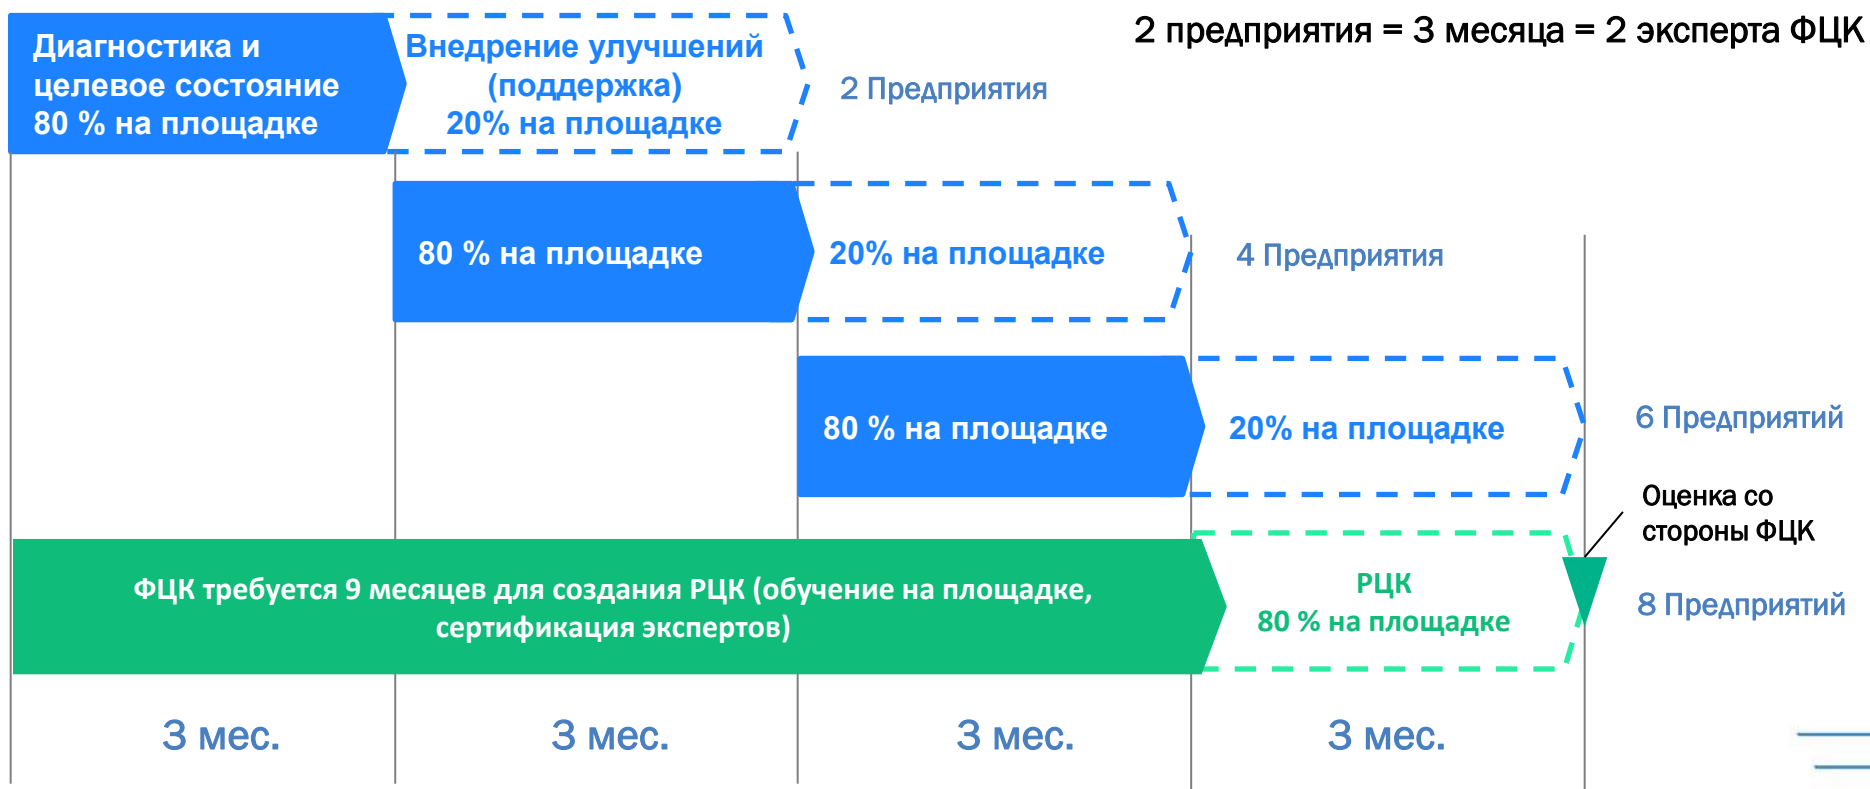 2 предприятия = 3 месяца = 2 эксперта ФЦК
Диагностика и
целевое состояние
80 % на площадке
Внедрение улучшений
(поддержка)
20% на площадке
2 Предприятия
80 % на площадке
20% на площадке
4 Предприятия
80 % на площадке
20% на площадке
6 Предприятий
Оценка со
стороны ФЦК
ФЦК требуется 9 месяцев для создания РЦК (обучение на площадке,
сертификация экспертов)
РЦК
80 % на площадке
8 Предприятий
3 мес.
3 мес.
3 мес.
3 мес.